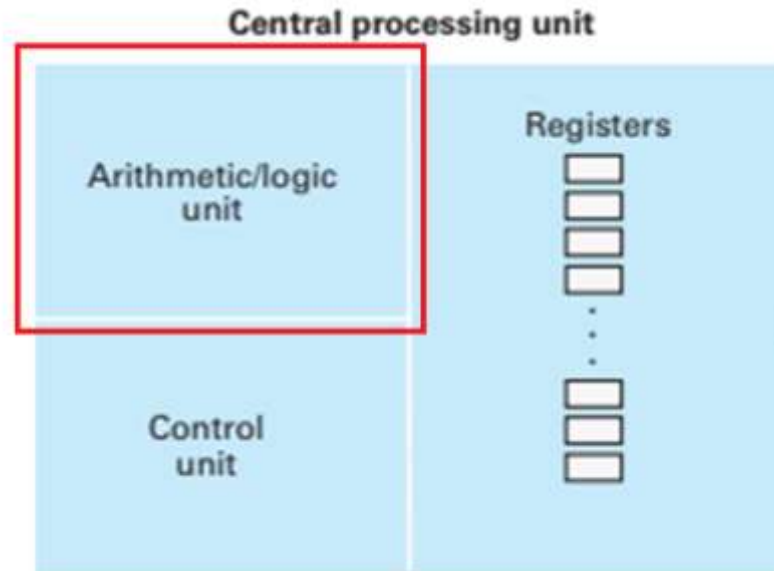 Central processing unit
Arithmetic/logic
unit
Registers
Control
unit